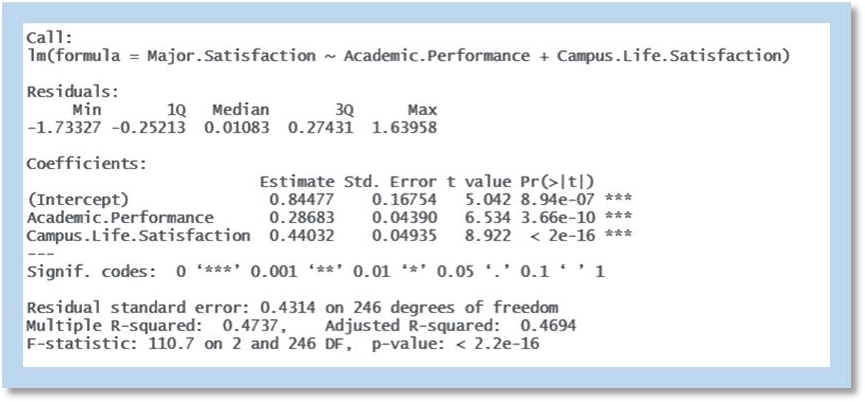 Call:
lm(formula = Major.Satisfaction ~ Academic.Performance + Campus.Life.Satisfaction)
Residuals:
Min 1Q Median 3Q Max
-1.73327 -0.25213 0.01083 0.27431 1.63958
Coefficients:
Estimate Std. Error t value Pr(>|t|)
(Intercept) 0.84477 0.16754 5.042 8.94e-07 ***
Academic.Performance 0.28683 0.04390 6.534 3.66e-10 ***
Campus.Life.Satisfaction 0.44032 0.04935 8.922 < 2e-16 ***
---
Signif. codes: 0 ‘***’ 0.001 ‘**’ 0.01 ‘*’ 0.05 ‘.’ 0.1 ‘ ’ 1
Residual standard error: 0.4314 on 246 degrees of freedom
Multiple R-squared: 0.4737, Adjusted R-squared: 0.4694
F-statistic: 110.7 on 2 and 246 DF, p-value: < 2.2e-16